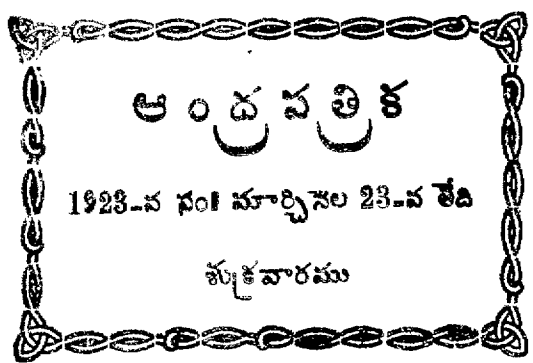 ఆంధ్రపత్రిక
1923-వ సం॥ మార్చినెల 23-వ తేది
శుక్రవారము